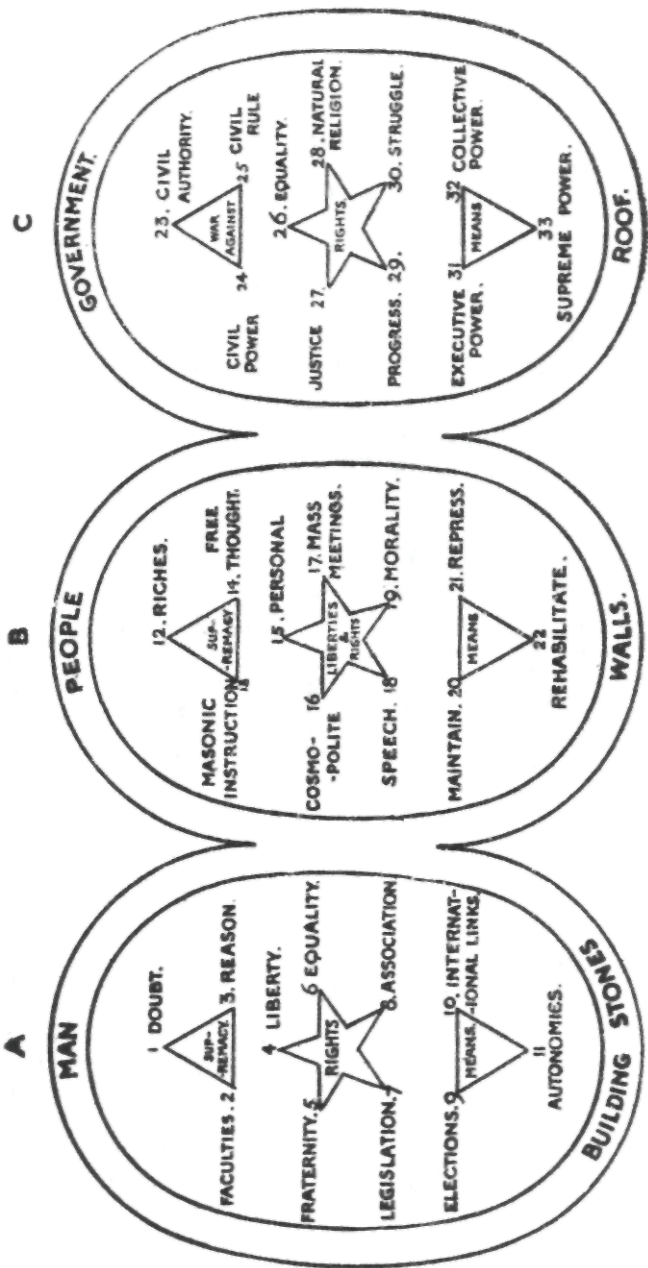 A
MAN
1 DOUBT.
SUP-
-REMACY.
FACULTIES. 2
3. REASON.
4 LIBERTY.
FRATERNITY. 5
6 EQUALITY.
RIGHTS
LEGISLATION. 7
8. ASSOCIATION
ELECTIONS. 9
MEANS.
10. INTERNAT-
-IONAL LINKS.
11
AUTONOMIES.
BUILDING STONES
B
PEOPLE
12. RICHES.
SUP-
-REMACY
MASONIC
INSTRUCTION
13
FREE
14. THOUGHT.
15. PERSONAL
COSMO-
-POLITE
16
17. MASS
MEETINGS.
LIBERTIES
&
RIGHTS
SPEECH. 18
19. MORALITY.
MAINTAIN. 20
MEANS
21. REPRESS.
22
REHABILITATE.
WALLS.
C
GOVERNMENT.
23. CIVIL
AUTHORITY.
WAR
AGAINST
CIVIL
POWER
24
25 CIVIL
RULE
26. EQUALITY.
JUSTICE 27.
28. NATURAL
RELIGION.
RIGHTS.
PROGRESS. 29.
30. STRUGGLE.
EXECUTIVE
POWER.
31
MEANS
32 COLLECTIVE
POWER.
33
SUPREME POWER.
ROOF.